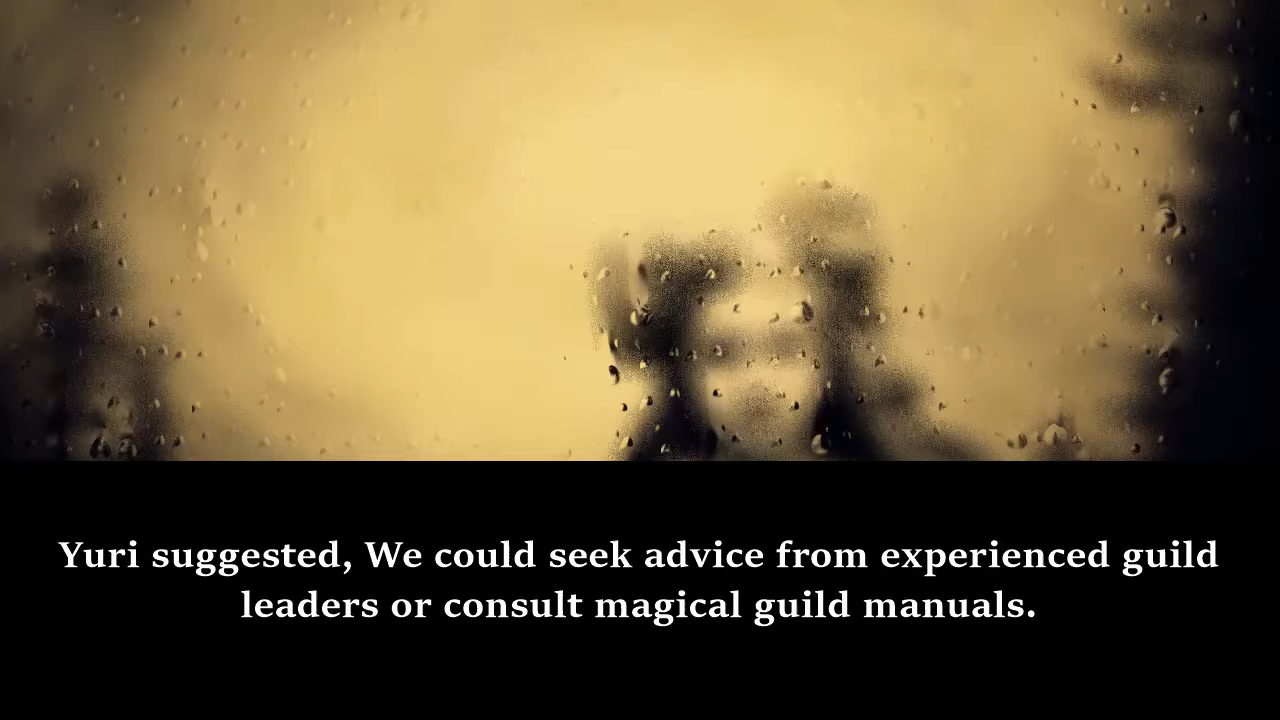 Yuri suggested, We could seek advice from experienced guild
leaders or consult magical guild manuals.